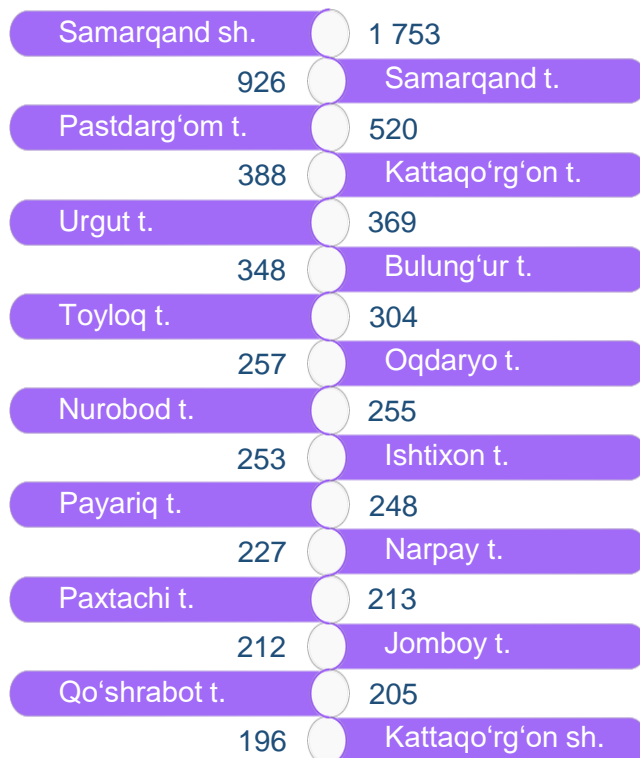 Samarqand sh. 1 753
926 Samarqand t.
Pastdarg‘om t. 520
388 Kattaqo‘rg‘on t.
Urgut t. 369
348 Bulung‘ur t.
Toyloq t. 304
257 Oqdaryo t.
Nurobod t. 255
253 Ishtixon t.
Payariq t. 248
227 Narpay t.
Paxtachi t. 213
212 Jomboy t.
Qo‘shrabot t. 205
196 Kattaqo‘rg‘on sh.